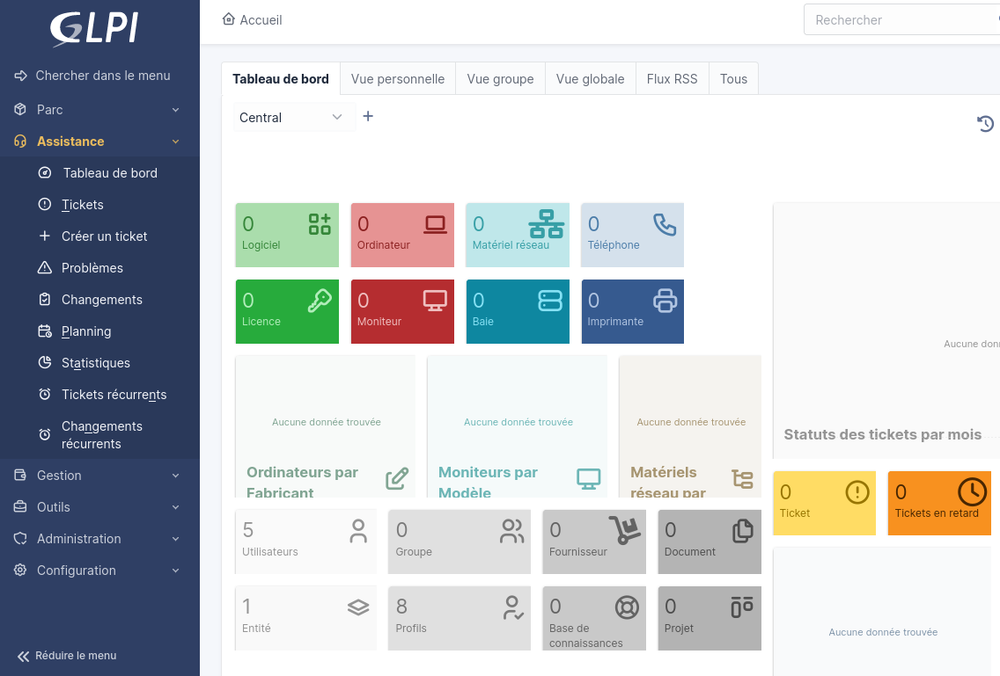 GLPI
Accueil
Rechercher
Chercher dans le menu
Parc
Assistance
Tableau de bord
Tickets
Créer un ticket
Problèmes
Changements
Planning
Statistiques
Tickets récurrents
Changements
récurrents
Gestion
Outils
Administration
Configuration
Réduire le menu
Tableau de bord
Vue personnelle
Vue groupe
Vue globale
Flux RSS
Tous
Central
0
Logiciel
0
Ordinateur
0
Matériel réseau
0
Téléphone
0
Licence
0
Moniteur
0
Baie
0
Imprimante
Aucune donnée trouvée
Ordinateurs par
Fabricant
Aucune donnée trouvée
Moniteurs par
Modèle
Aucune donnée trouvée
Matériels
réseau par
5
Utilisateurs
0
Groupe
0
Fournisseur
0
Document
1
Entité
8
Profils
0
Base de
connaissances
0
Projet
Aucune
Statuts des tickets par mois
0
Ticket
0
Tickets en retard
Aucune donnée trouvée